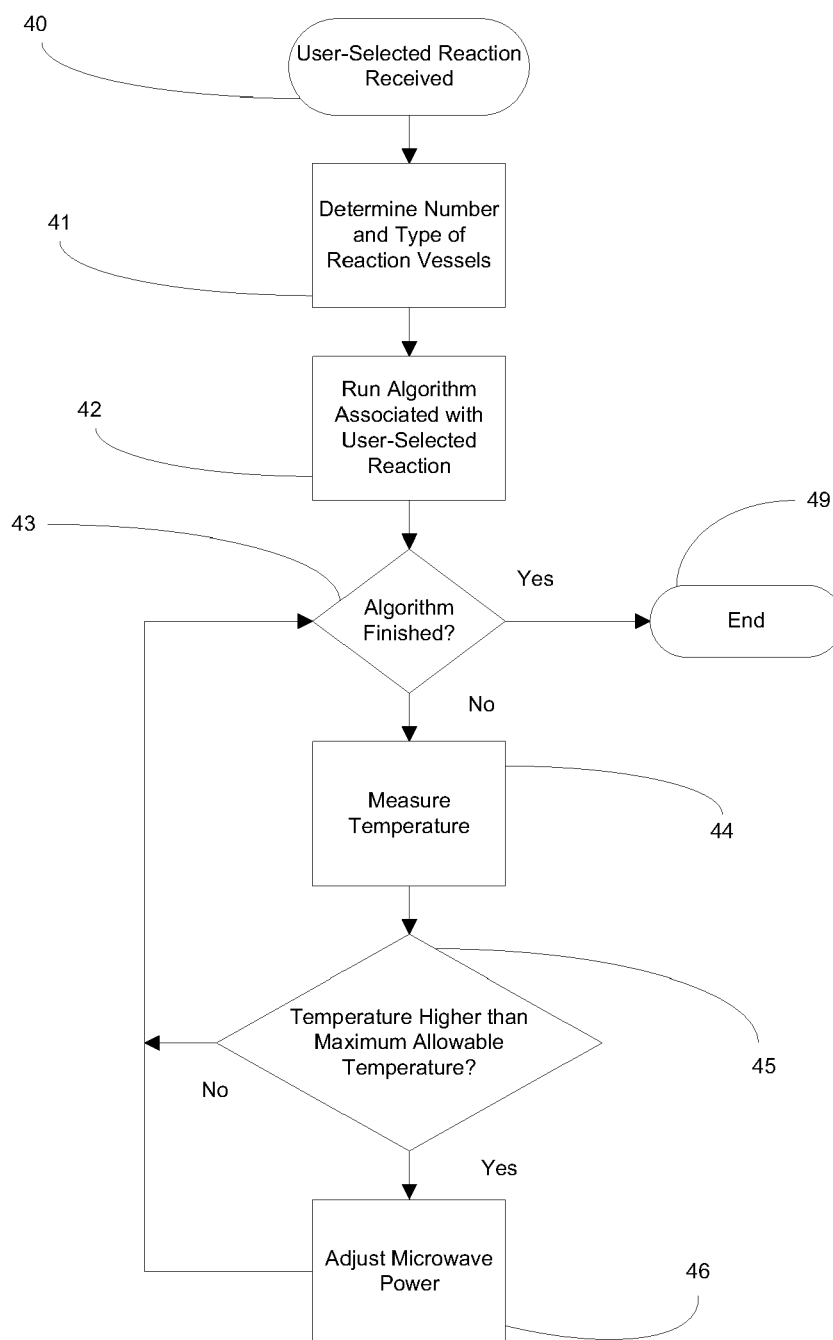 40
User-Selected Reaction
Received
41
Determine Number
and Type of
Reaction Vessels
42
Run Algorithm
Associated with
User-Selected
Reaction
43
Algorithm
Finished?
Yes
49
End
No
Measure
Temperature
44
Temperature Higher than
Maximum Allowable
Temperature?
45
No
Yes
Adjust Microwave
Power
46